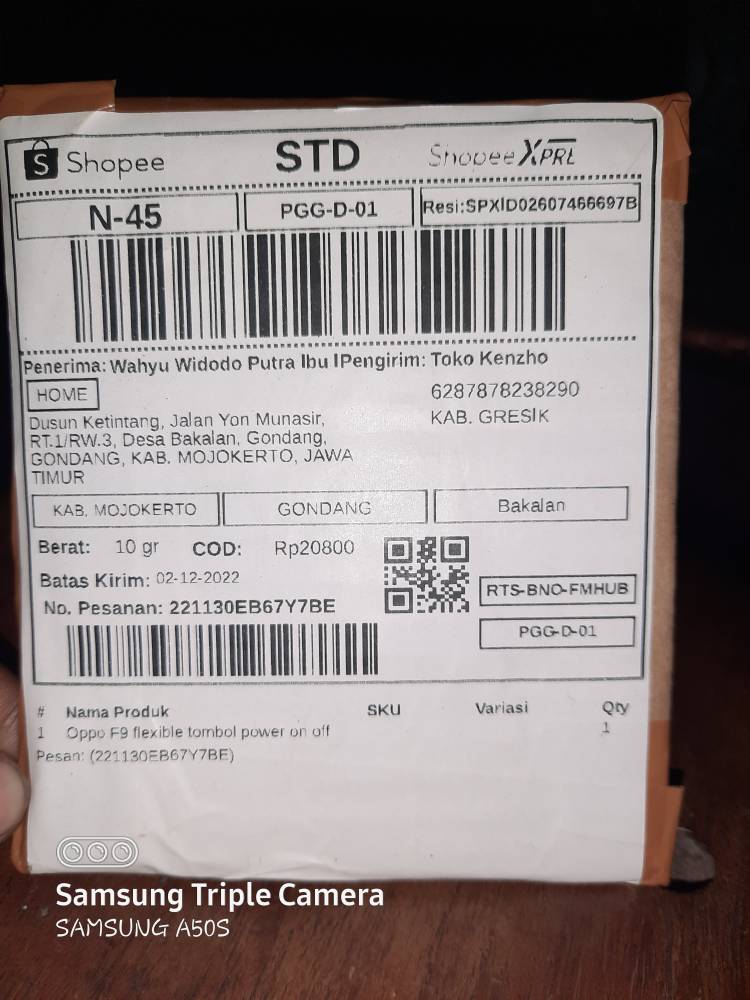 Shopee STD Shopee XPRE
N-45 PGG-D-01 Resi:SPXID02607466697B
Penerima: Wahyu Widodo Putra Ibu I Pengirim: Toko Kenzho
HOME 6287878238290
Dusun Ketintang, Jalan Yon Munasir, KAB. GRESIK
RT.1/RW.3, Desa Bakalan, Gondang,
GONDANG, KAB. MOJOKERTO, JAWA
TIMUR
KAB. MOJOKERTO GONDANG Bakalan
Berat: 10 gr COD: Rp20800
Batas Kirim: 02-12-2022
RTS-BNO-FMHUB
No. Pesanan: 221130EB67Y7BE
PGG-D-01
# Nama Produk SKU Variasi Qty
1 Oppo F9 flexible tombol power on off 1
Pesan: (221130EB67Y7BE)
Samsung Triple Camera
SAMSUNG A50S